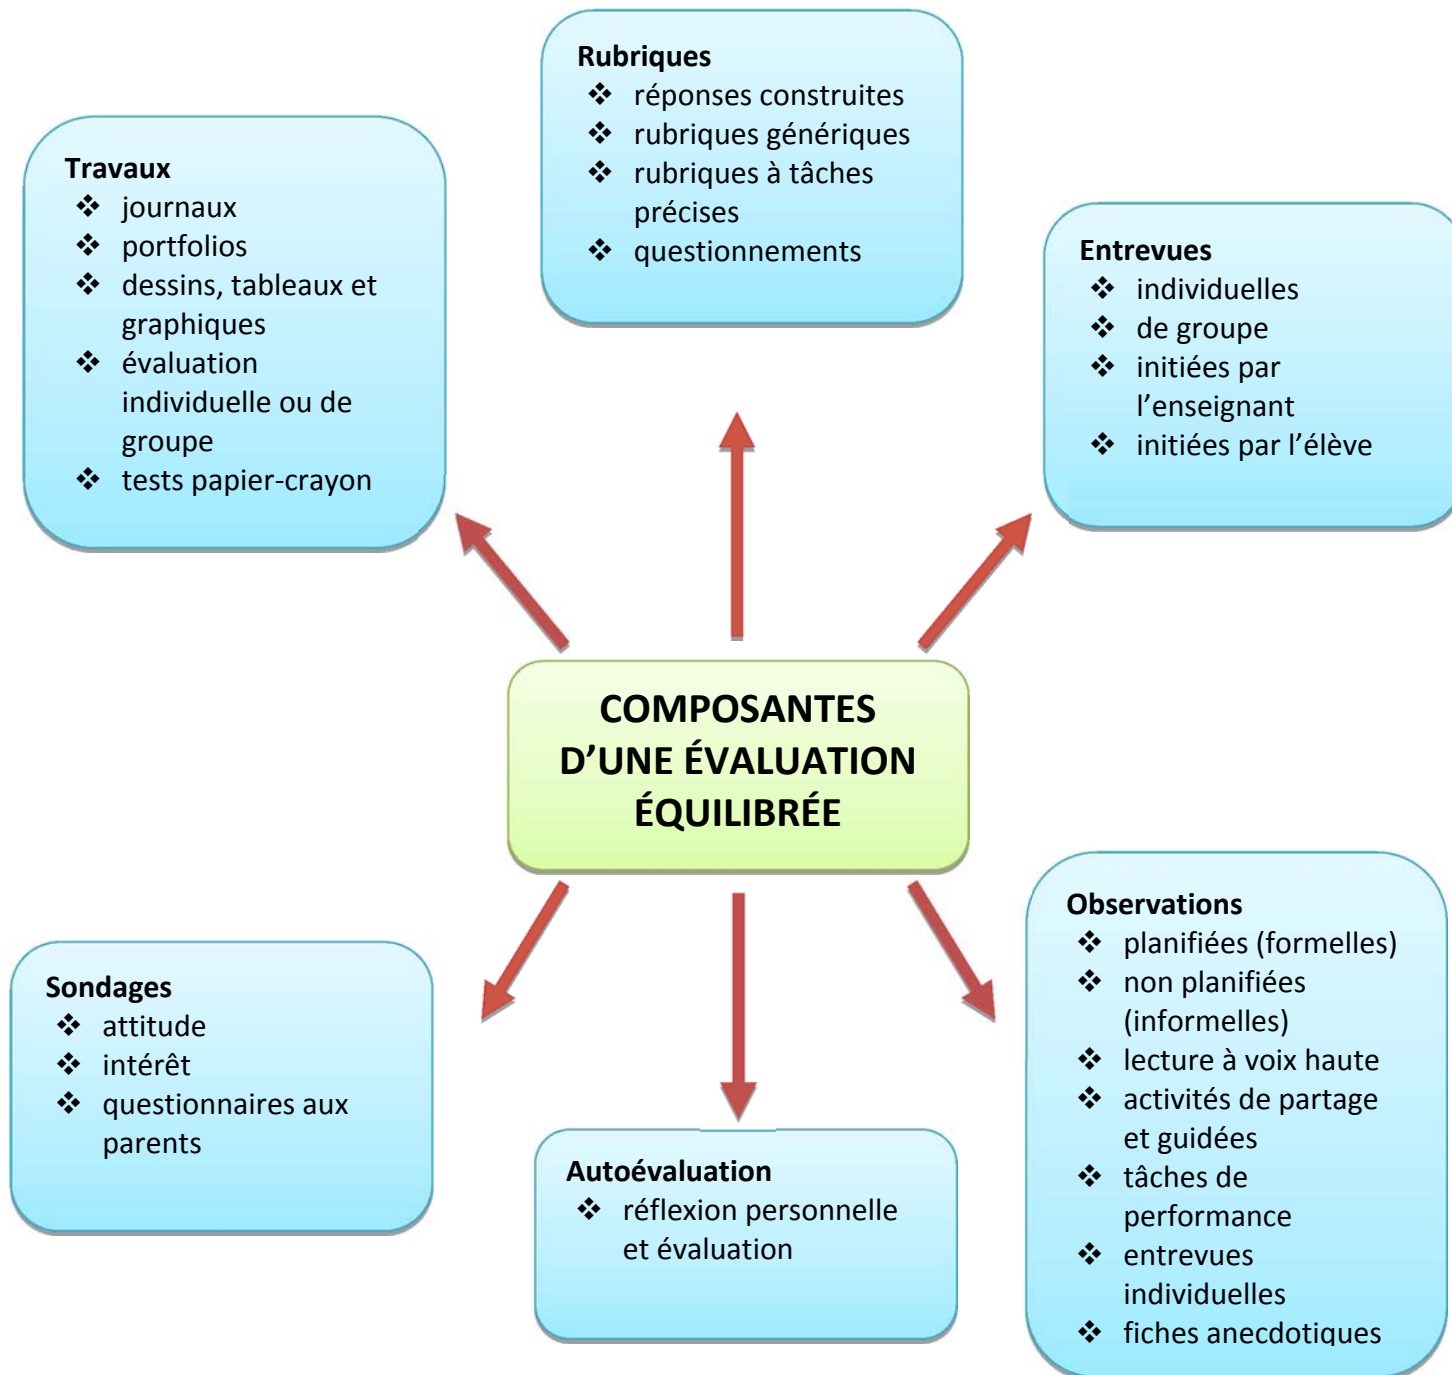 Rubriques
❖ réponses construites
❖ rubriques génériques
❖ rubriques à tâches
précises
❖ questionnements
Travaux
❖ journaux
❖ portfolios
❖ dessins, tableaux et
graphiques
❖ évaluation
individuelle ou de
groupe
❖ tests papier-crayon
Entrevues
❖ individuelles
❖ de groupe
❖ initiées par
l’enseignant
❖ initiées par l’élève
COMPOSANTES
D’UNE ÉVALUATION
ÉQUILIBRÉE
Sondages
❖ attitude
❖ intérêt
❖ questionnaires aux
parents
Autoévaluation
❖ réflexion personnelle
et évaluation
Observations
❖ planifiées (formelles)
❖ non planifiées
(informelles)
❖ lecture à voix haute
❖ activités de partage
et guidées
❖ tâches de
performance
❖ entrevues
individuelles
❖ fiches anecdotiques